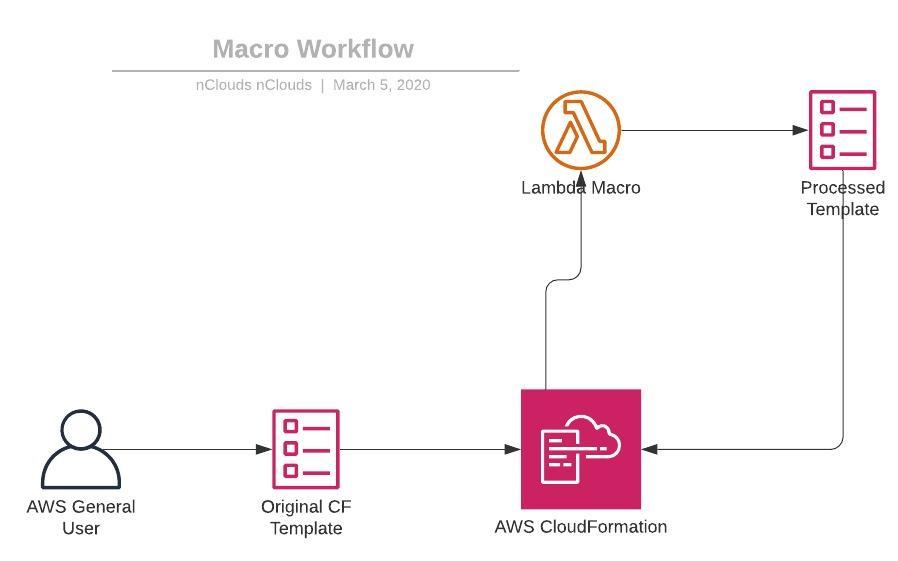 Macro Workflow
nClouds nClouds | March 5, 2020
Lambda Macro
Processed
Template
AWS General
User
Original CF
Template
AWS CloudFormation